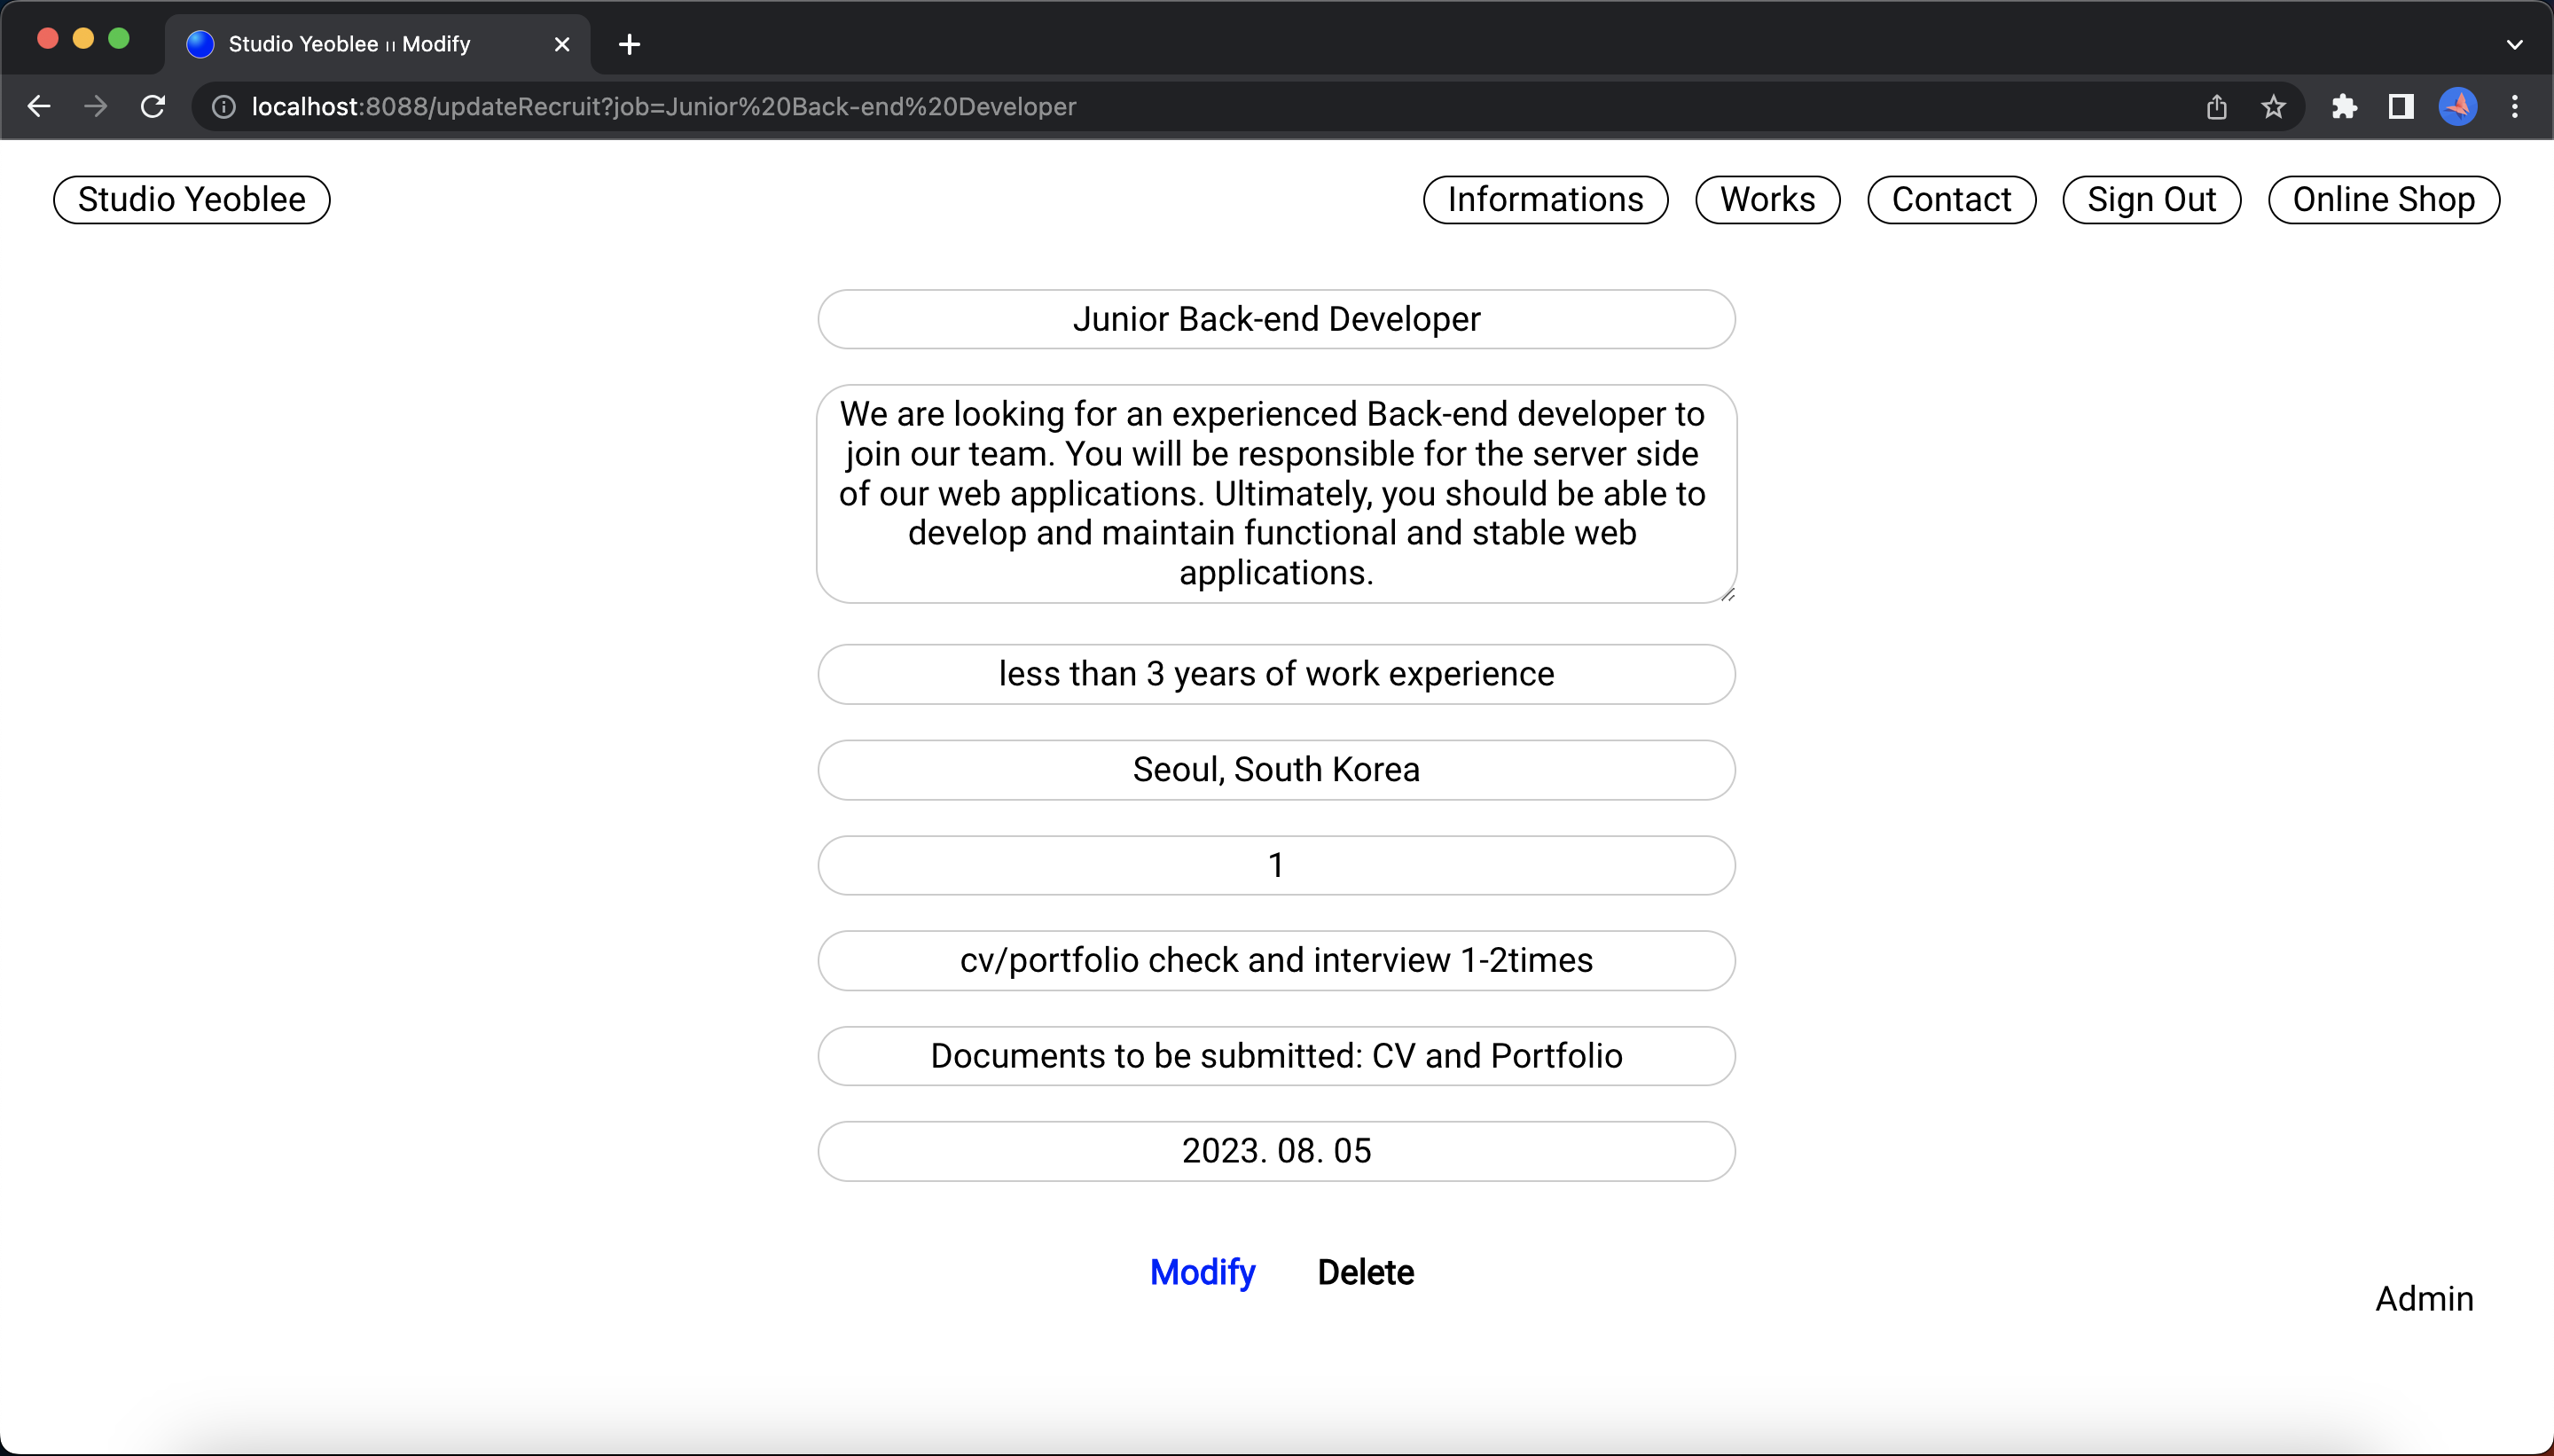 Studio Yeoblee ıı Modify
localhost:8088/updateRecruit?job=Junior%20Back-end%20Developer
Studio Yeoblee
Informations
Works
Contact
Sign Out
Online Shop
Junior Back-end Developer
We are looking for an experienced Back-end developer to
join our team. You will be responsible for the server side
of our web applications. Ultimately, you should be able to
develop and maintain functional and stable web
applications.
less than 3 years of work experience
Seoul, South Korea
1
cv/portfolio check and interview 1-2times
Documents to be submitted: CV and Portfolio
2023. 08. 05
Modify
Delete
Admin